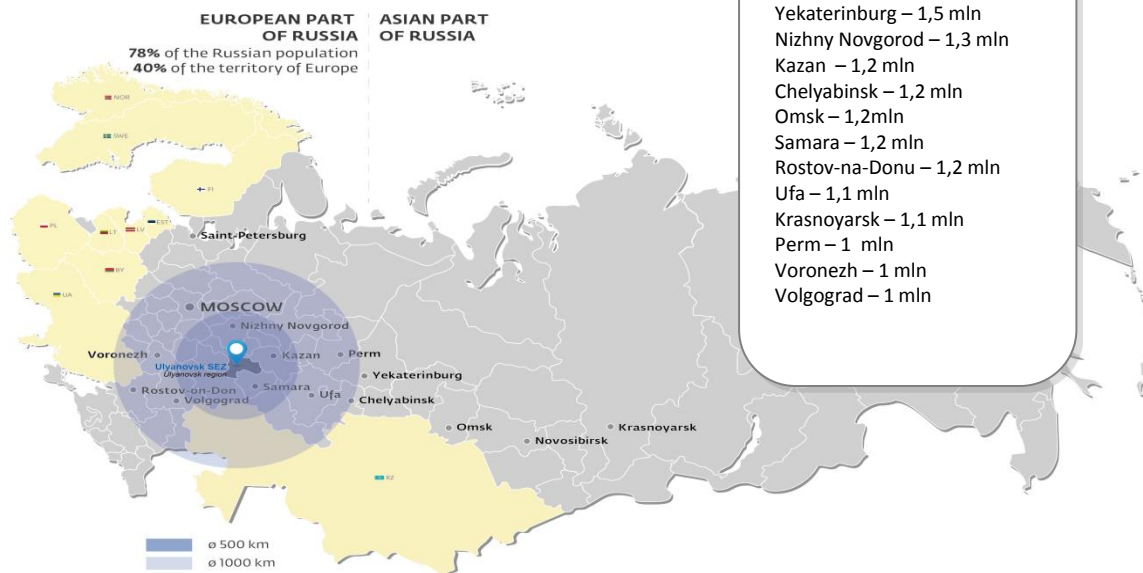 EUROPEAN PART
OF RUSSIA
78% of the Russian population
40% of the territory of Europe
ASIAN PART
OF RUSSIA
Yekaterinburg – 1,5 mln
Nizhny Novgorod – 1,3 mln
Kazan – 1,2 mln
Chelyabinsk – 1,2 mln
Omsk – 1,2mln
Samara – 1,2 mln
Rostov-na-Donu – 1,2 mln
Ufa – 1,1 mln
Krasnoyarsk – 1,1 mln
Perm – 1 mln
Voronezh – 1 mln
Volgograd – 1 mln
NOR
SWE
FI
PL
LT
LV
EST
BY
UA
Saint-Petersburg
MOSCOW
Nizhny Novgorod
Voronezh
Kazan
Perm
Ulyanovsk SEZ
Ulyanovsk region
Yekaterinburg
Rostov-on-Don
Samara
Ufa
Chelyabinsk
Volgograd
Omsk
Novosibirsk
Krasnoyarsk
KZ
ø 500 km
ø 1000 km